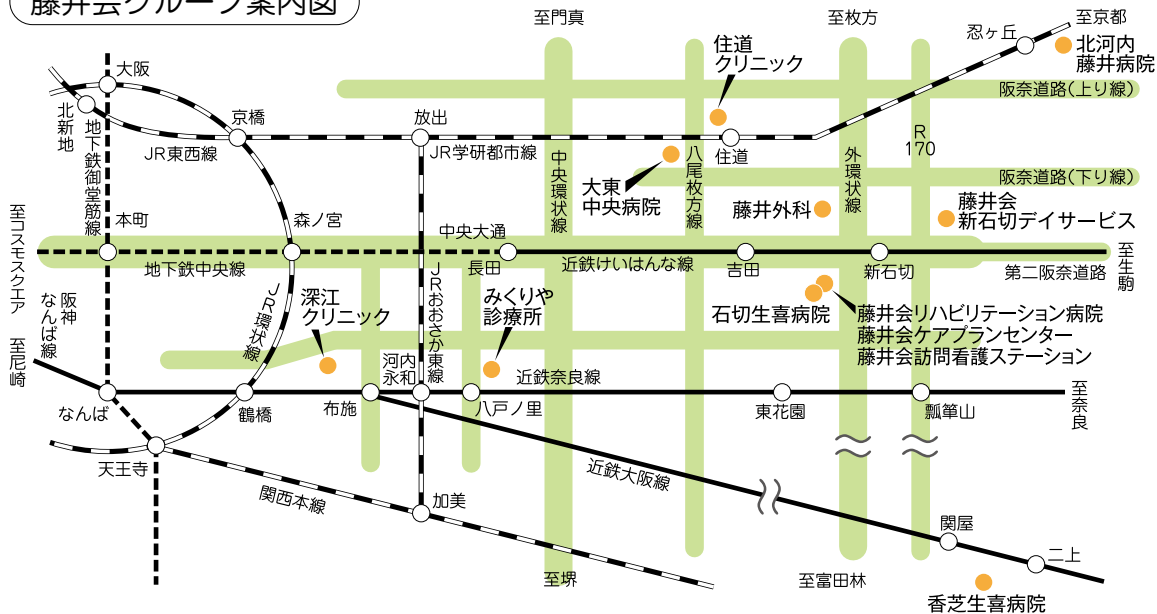 藤井会グループ案内図
至門真
至枚方
至京都
忍ヶ丘
北河内
藤井病院
住道
クリニック
大阪
阪奈道路(上り線)
北新地
地下鉄御堂筋線
京橋
放出
JR東西線
JR学研都市線
住道
R
170
中央環状線
八尾枚方線
外環状線
大東
中央病院
阪奈道路(下り線)
藤井外科
藤井会
新石切デイサービス
至コスモスクエア
本町
森ノ宮
中央大通
地下鉄中央線
長田
近鉄けいはんな線
吉田
新石切
第二阪奈道路
至生駒
阪神
なんば線
至尼崎
JR環状線
深江
クリニック
JRおおさか東線
みくりや
診療所
石切生喜病院
藤井会リハビリテーション病院
藤井会ケアプランセンター
藤井会訪問看護ステーション
河内
永和
近鉄奈良線
至奈良
なんば
鶴橋
布施
八戸ノ里
東花園
瓢箪山
天王寺
関西本線
近鉄大阪線
加美
関屋
二上
至堺
至富田林
香芝生喜病院